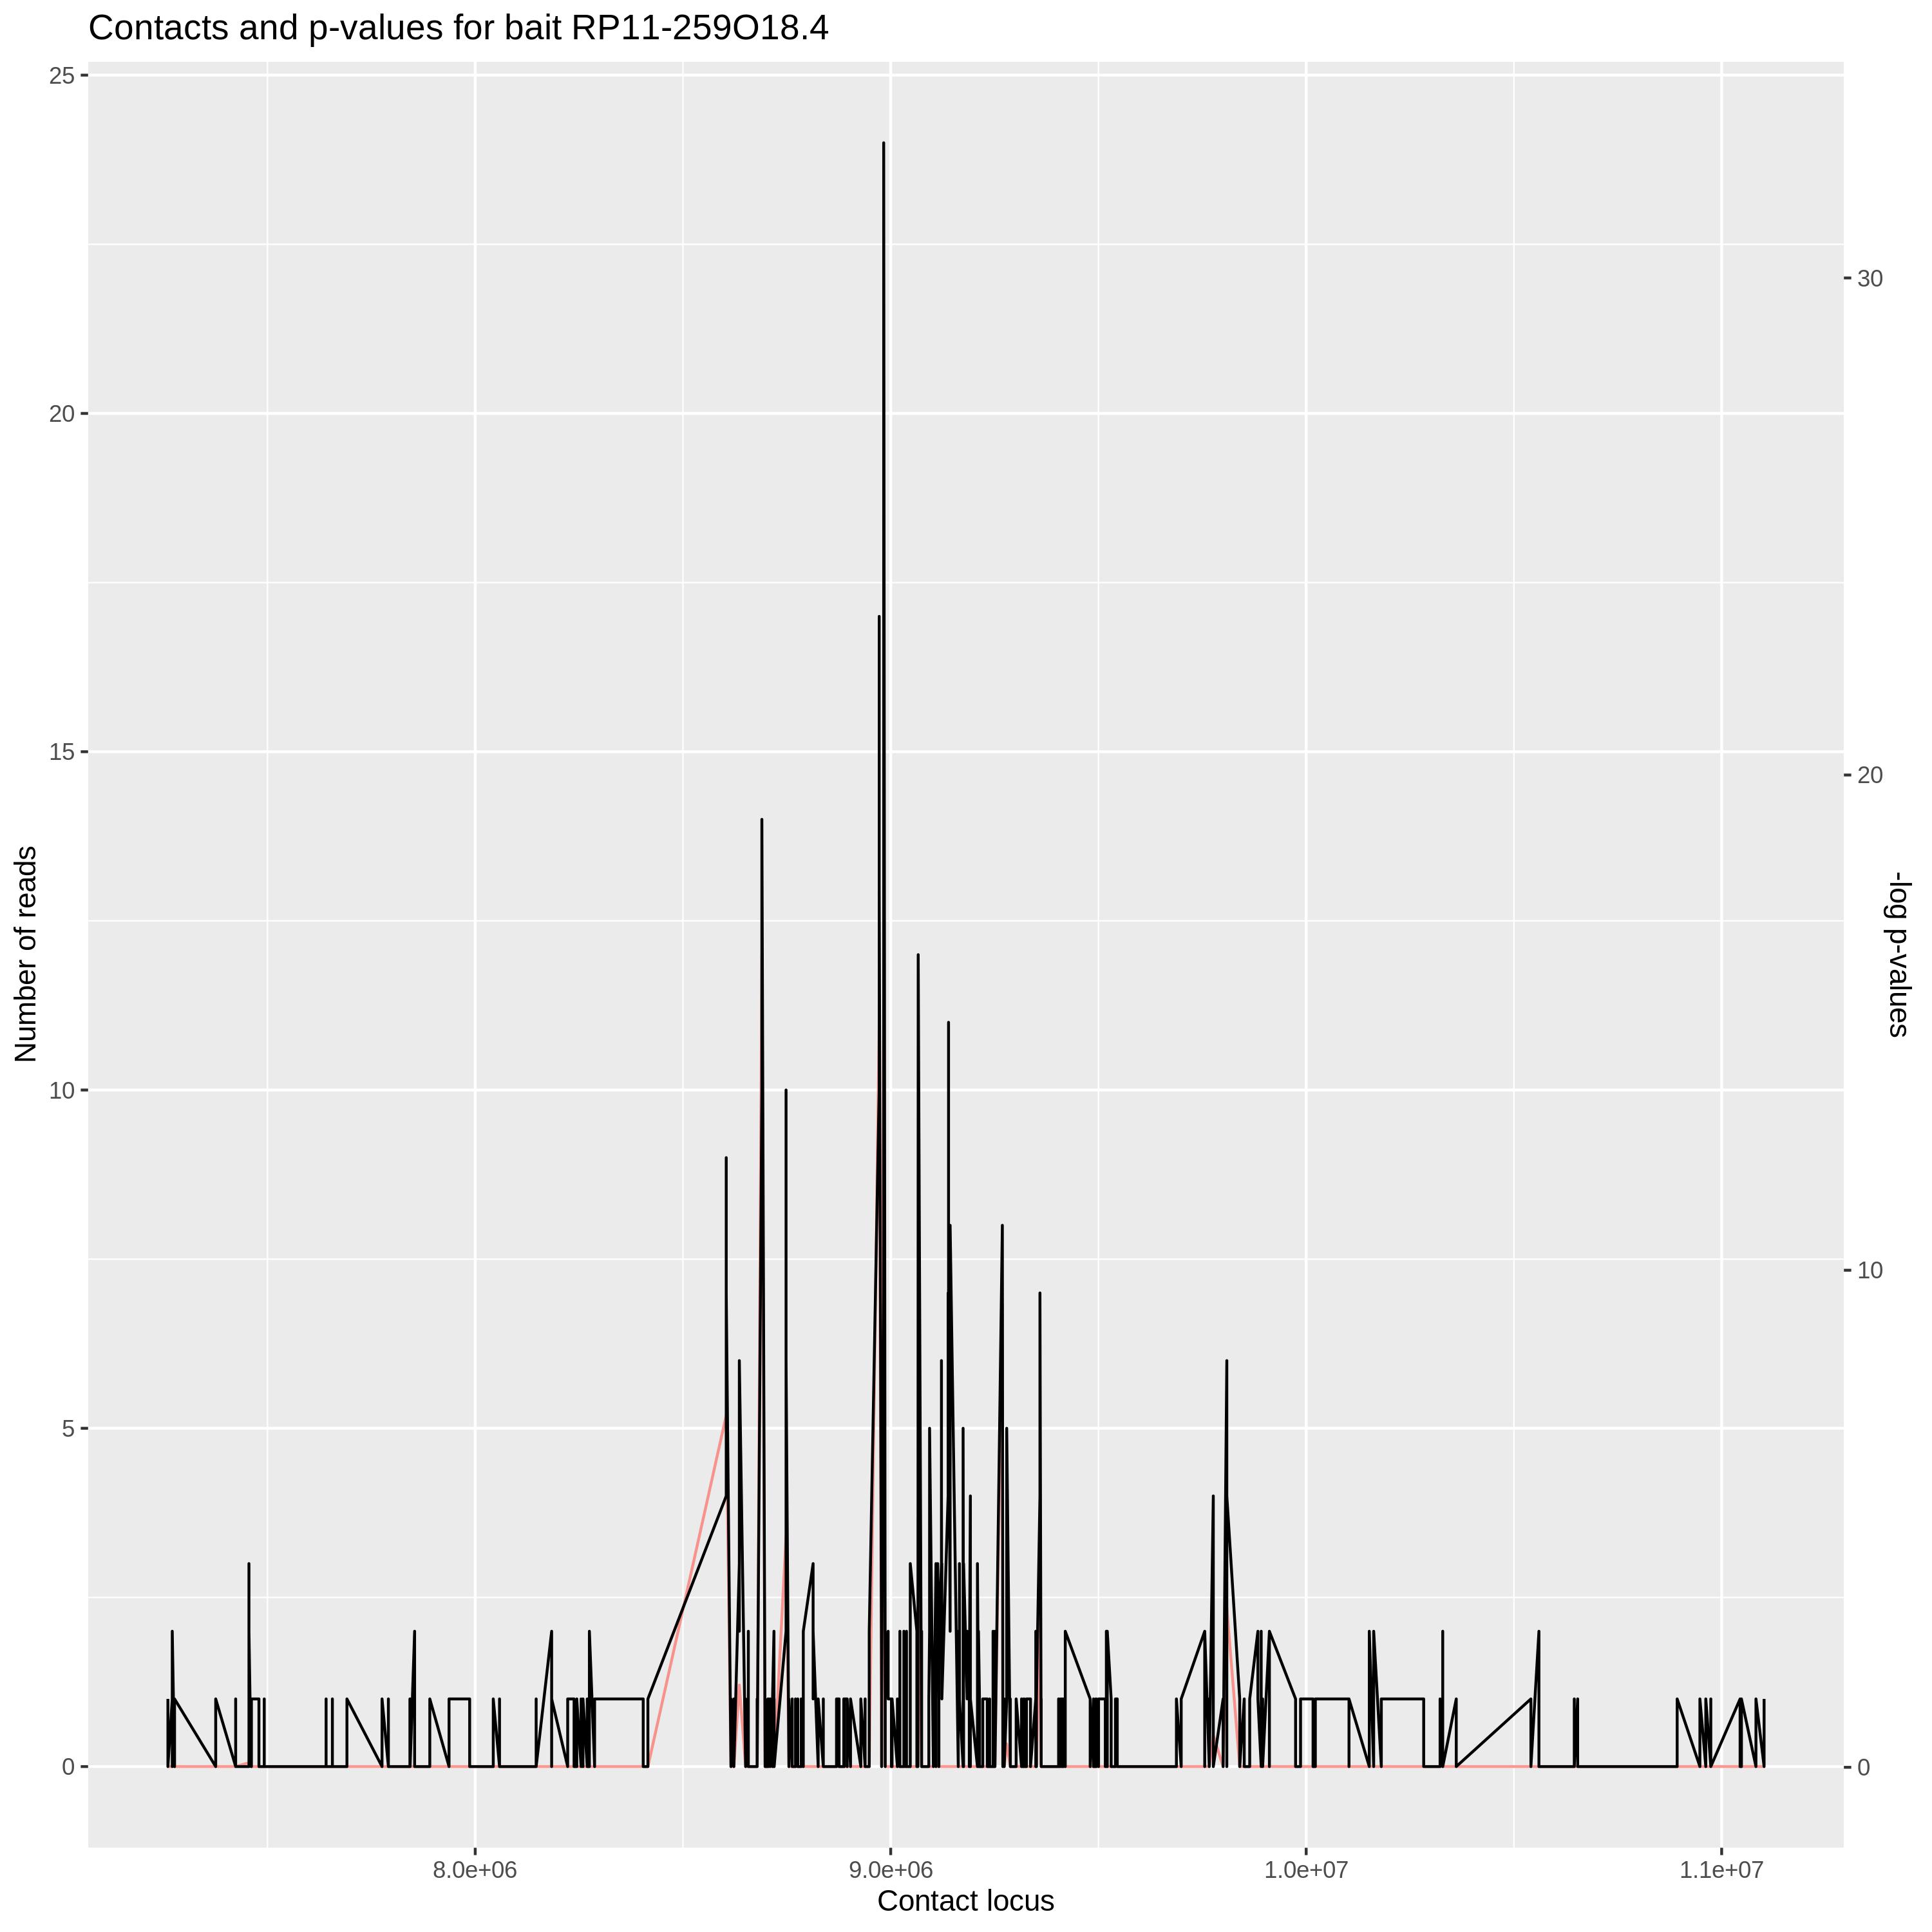 Contacts and p-values for bait RP11-259O18.4
25
20
15
10
5
0
Number of reads
30
20
10
0
-log p-values
8.0e+06 9.0e+06 1.0e+07 1.1e+07
Contact locus